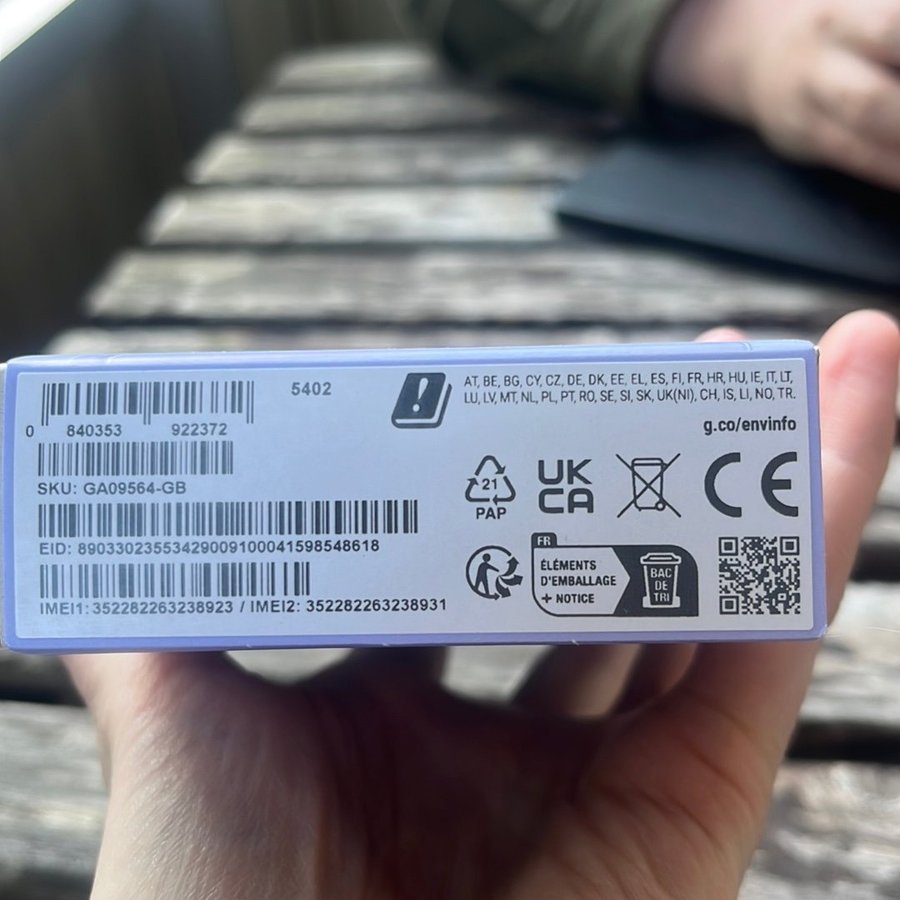 0 840353 922372
5402
SKU: GA09564-GB
EID: 89033023553429009100041598548618
IMEI1: 352282263238923 / IMEI2: 352282263238931
AT, BE, BG, CY, CZ, DE, DK, EE, EL, ES, FI, FR, HR, HU, IE, IT, LT,
LU, LV, MT, NL, PL, PT, RO, SE, SI, SK, UK(NI), CH, IS, LI, NO, TR.
g.co/envinfo
21
PAP
UK
CA
CE
FR
ÉLÉMENTS
D'EMBALLAGE
+ NOTICE
BAC
DE
TRI